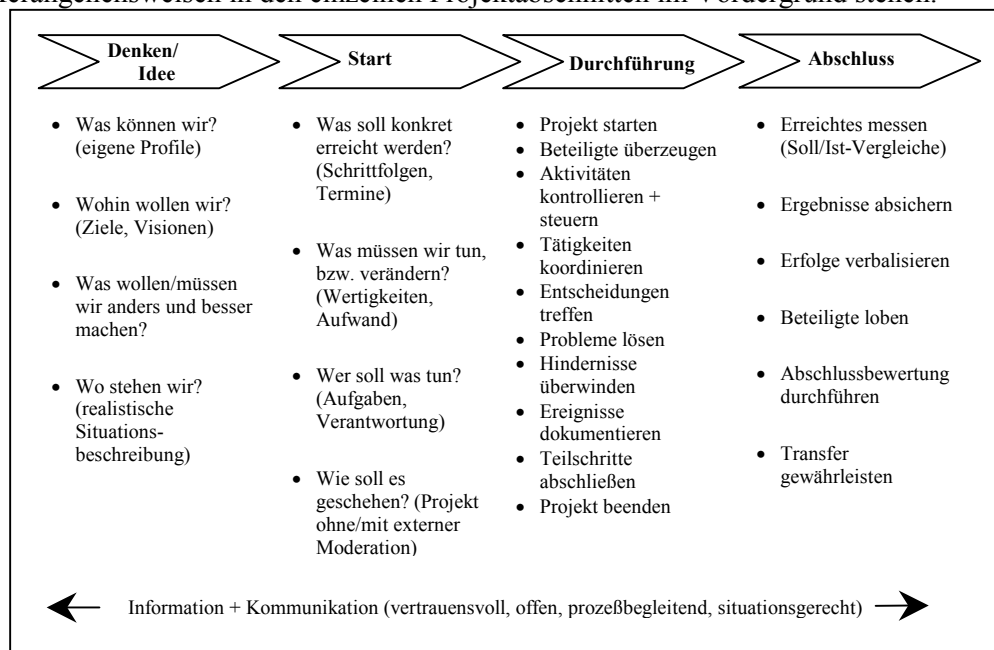 Denken/
Idee
Start
Durchführung
Abschluss
• Was können wir?
(eigene Profile)
• Wohin wollen wir?
(Ziele, Visionen)
• Was wollen/müssen
wir anders und besser
machen?
• Wo stehen wir?
(realistische
Situations-
beschreibung)
• Was soll konkret
erreicht werden?
(Schrittfolgen,
Termine)
• Was müssen wir tun,
bzw. verändern?
(Wertigkeiten,
Aufwand)
• Wer soll was tun?
(Aufgaben,
Verantwortung)
• Wie soll es
geschehen? (Projekt
ohne/mit externer
Moderation)
• Projekt starten
• Beteiligte überzeugen
• Aktivitäten
kontrollieren +
steuern
• Tätigkeiten
koordinieren
• Entscheidungen
treffen
• Probleme lösen
• Hindernisse
überwinden
• Ereignisse
dokumentieren
• Teilschritte
abschließen
• Projekt beenden
• Erreichtes messen
(Soll/Ist-Vergleiche)
• Ergebnisse absichern
• Erfolge verbalisieren
• Beteiligte loben
• Abschlussbewertung
durchführen
• Transfer
gewährleisten
Information + Kommunikation (vertrauensvoll, offen, prozeßbegleitend, situationsgerecht)